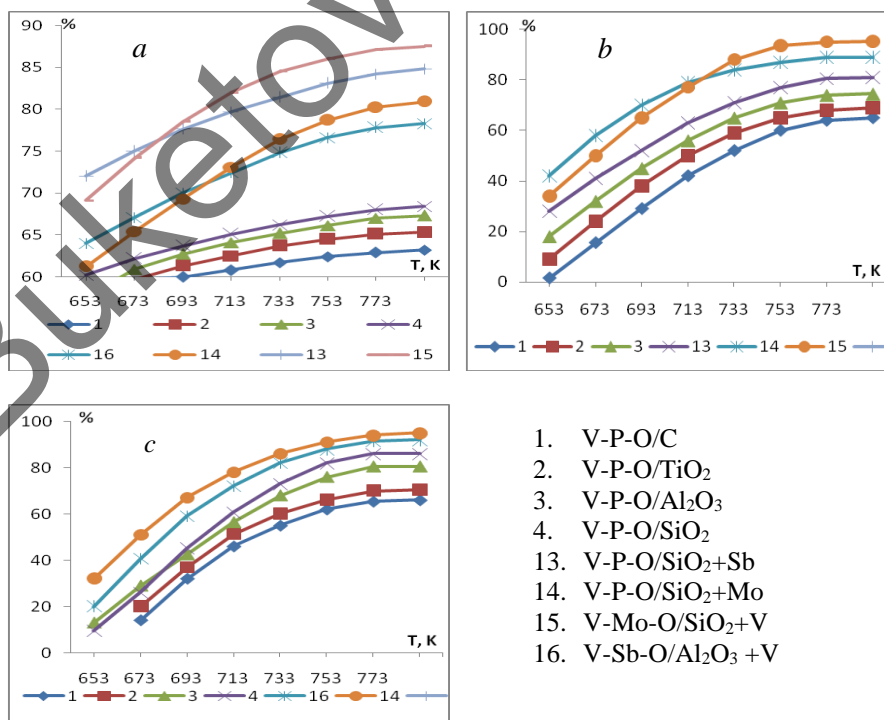 %
a
90
85
80
75
70
65
60
T, K
653 673 693 713 733 753 773
1 2 3 4
16 14 13 15
%
b
100
80
60
40
20
0
T, K
653 673 693 713 733 753 773
1 2 3 13 14 15
%
c
100
80
60
40
20
0
T, K
653 673 693 713 733 753 773
1 2 3 4 16 14
1. V-P-O/C
2. V-P-O/TiO₂
3. V-P-O/Al₂O₃
4. V-P-O/SiO₂
13. V-P-O/SiO₂+Sb
14. V-P-O/SiO₂+Mo
15. V-Mo-O/SiO₂+V
16. V-Sb-O/Al₂O₃ +V
Buketov